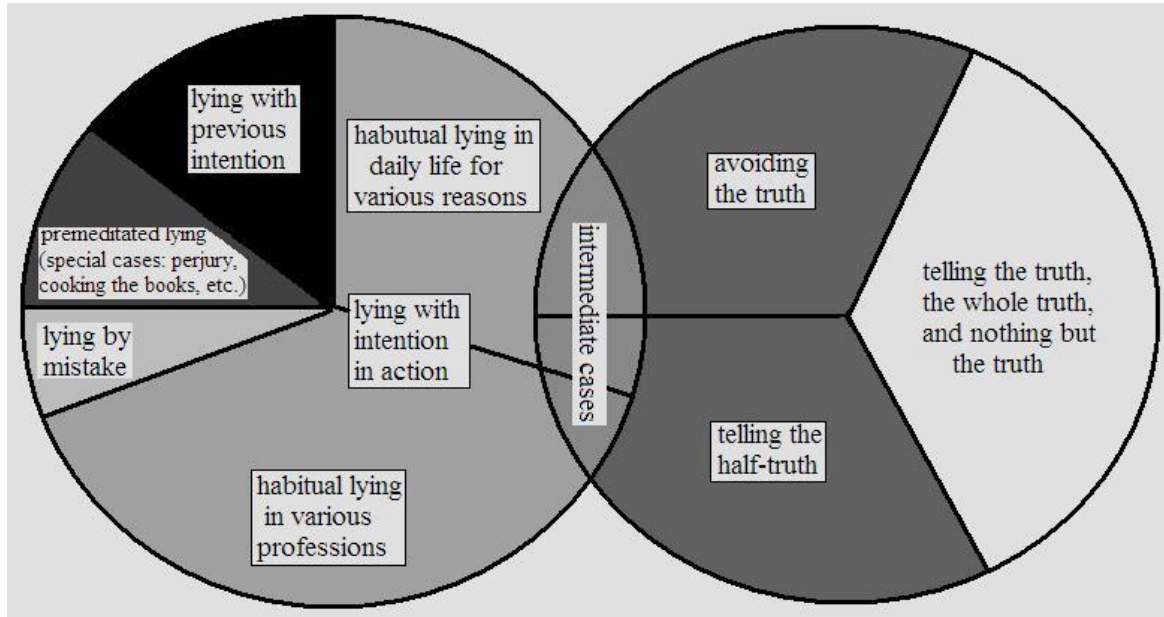 lying with
previous
intention
habutual lying in
daily life for
various reasons
premeditated lying
(special cases: perjury,
cooking the books, etc.)
lying by
mistake
lying with
intention
in action
habitual lying
in various
professions
intermediate cases
avoiding
the truth
telling the
half-truth
telling the truth,
the whole truth,
and nothing but
the truth